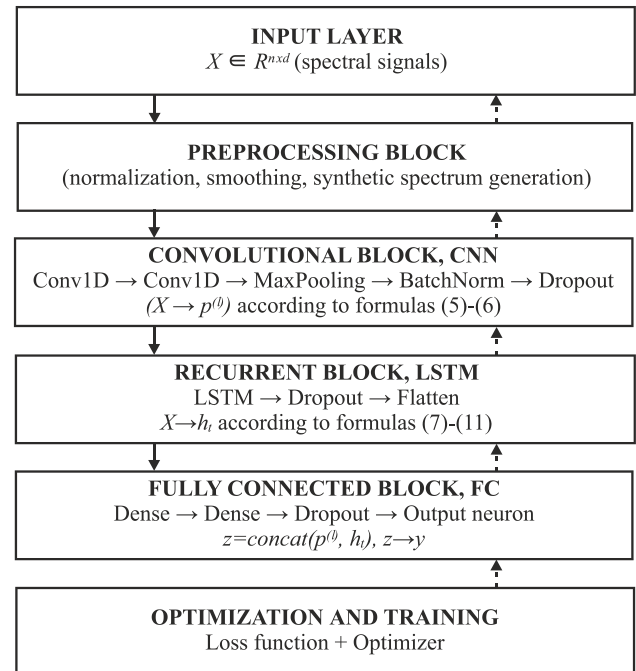 INPUT LAYER
X ∈ R^{nxd} (spectral signals)
PREPROCESSING BLOCK
(normalization, smoothing, synthetic spectrum generation)
CONVOLUTIONAL BLOCK, CNN
Conv1D → Conv1D → MaxPooling → BatchNorm → Dropout
(X → p^{(l)}) according to formulas (5)-(6)
RECURRENT BLOCK, LSTM
LSTM → Dropout → Flatten
X→h_t according to formulas (7)-(11)
FULLY CONNECTED BLOCK, FC
Dense → Dense → Dropout → Output neuron
z=concat(p^{(l)}, h_t), z→y
OPTIMIZATION AND TRAINING
Loss function + Optimizer